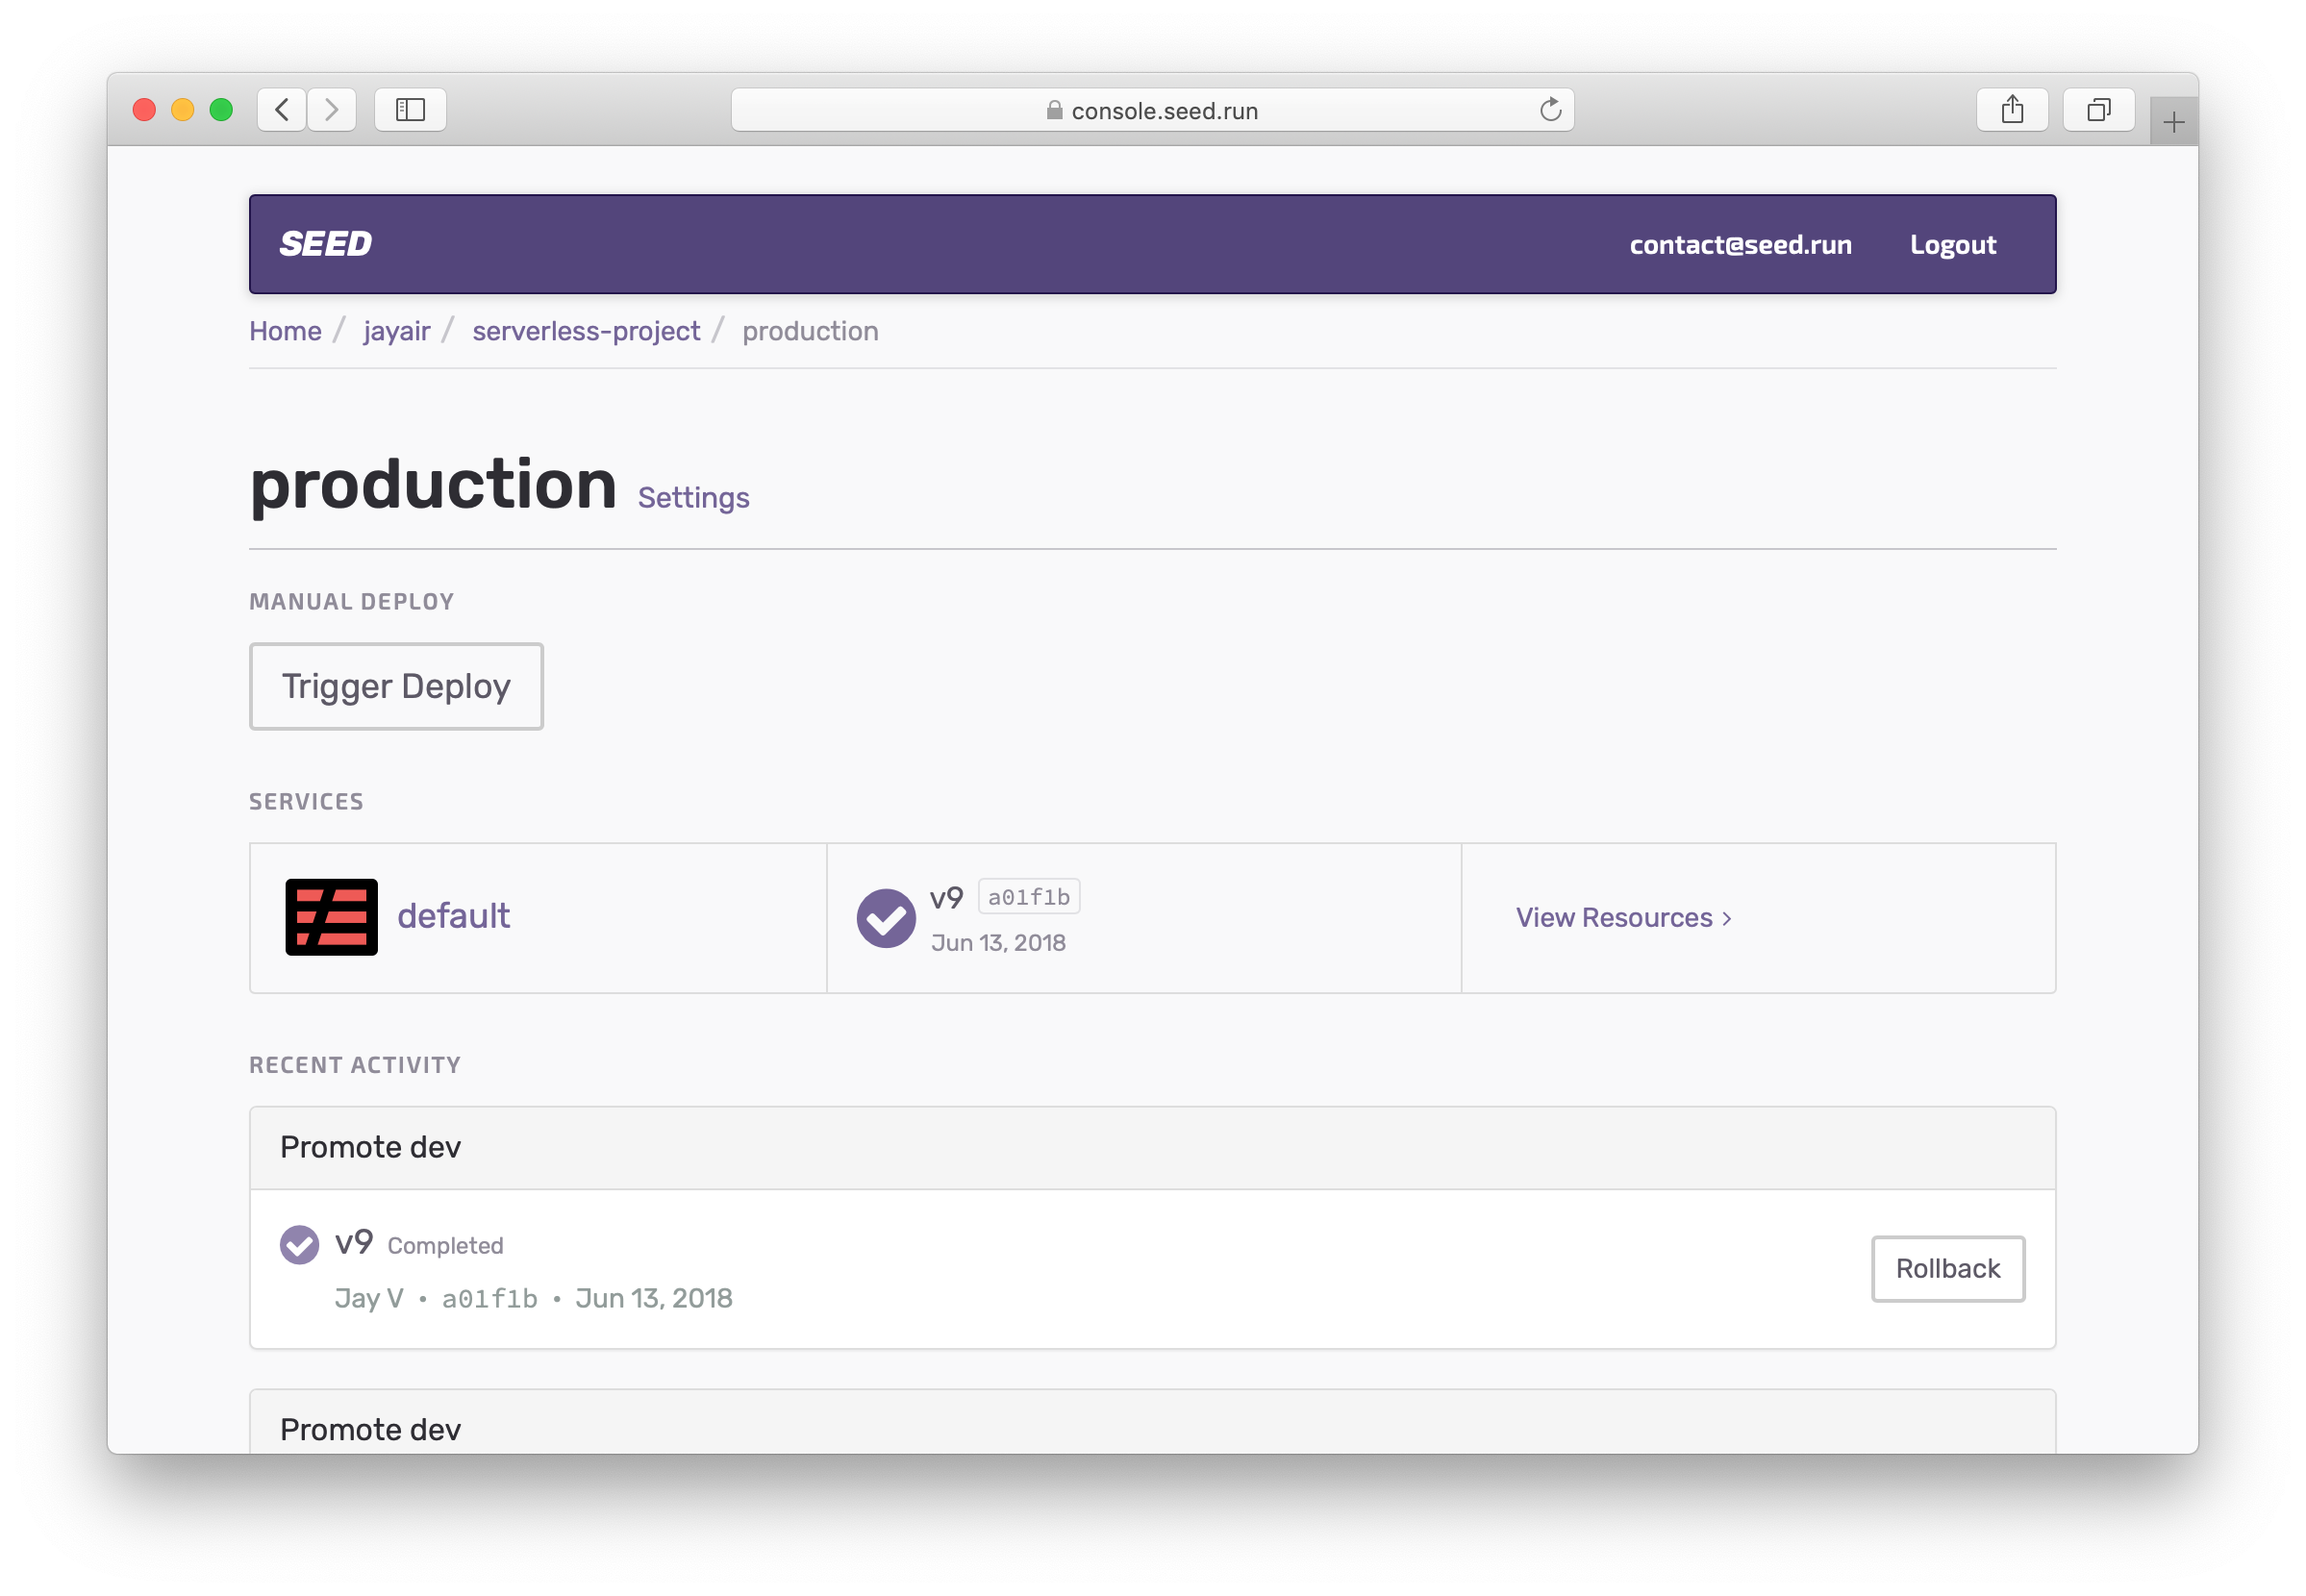 console.seed.run
SEED contact@seed.run Logout
Home / jayair / serverless-project / production
production Settings
MANUAL DEPLOY
Trigger Deploy
SERVICES
default
v9 a01f1b
Jun 13, 2018
View Resources ›
RECENT ACTIVITY
Promote dev
v9 Completed
Jay V • a01f1b • Jun 13, 2018
Rollback
Promote dev